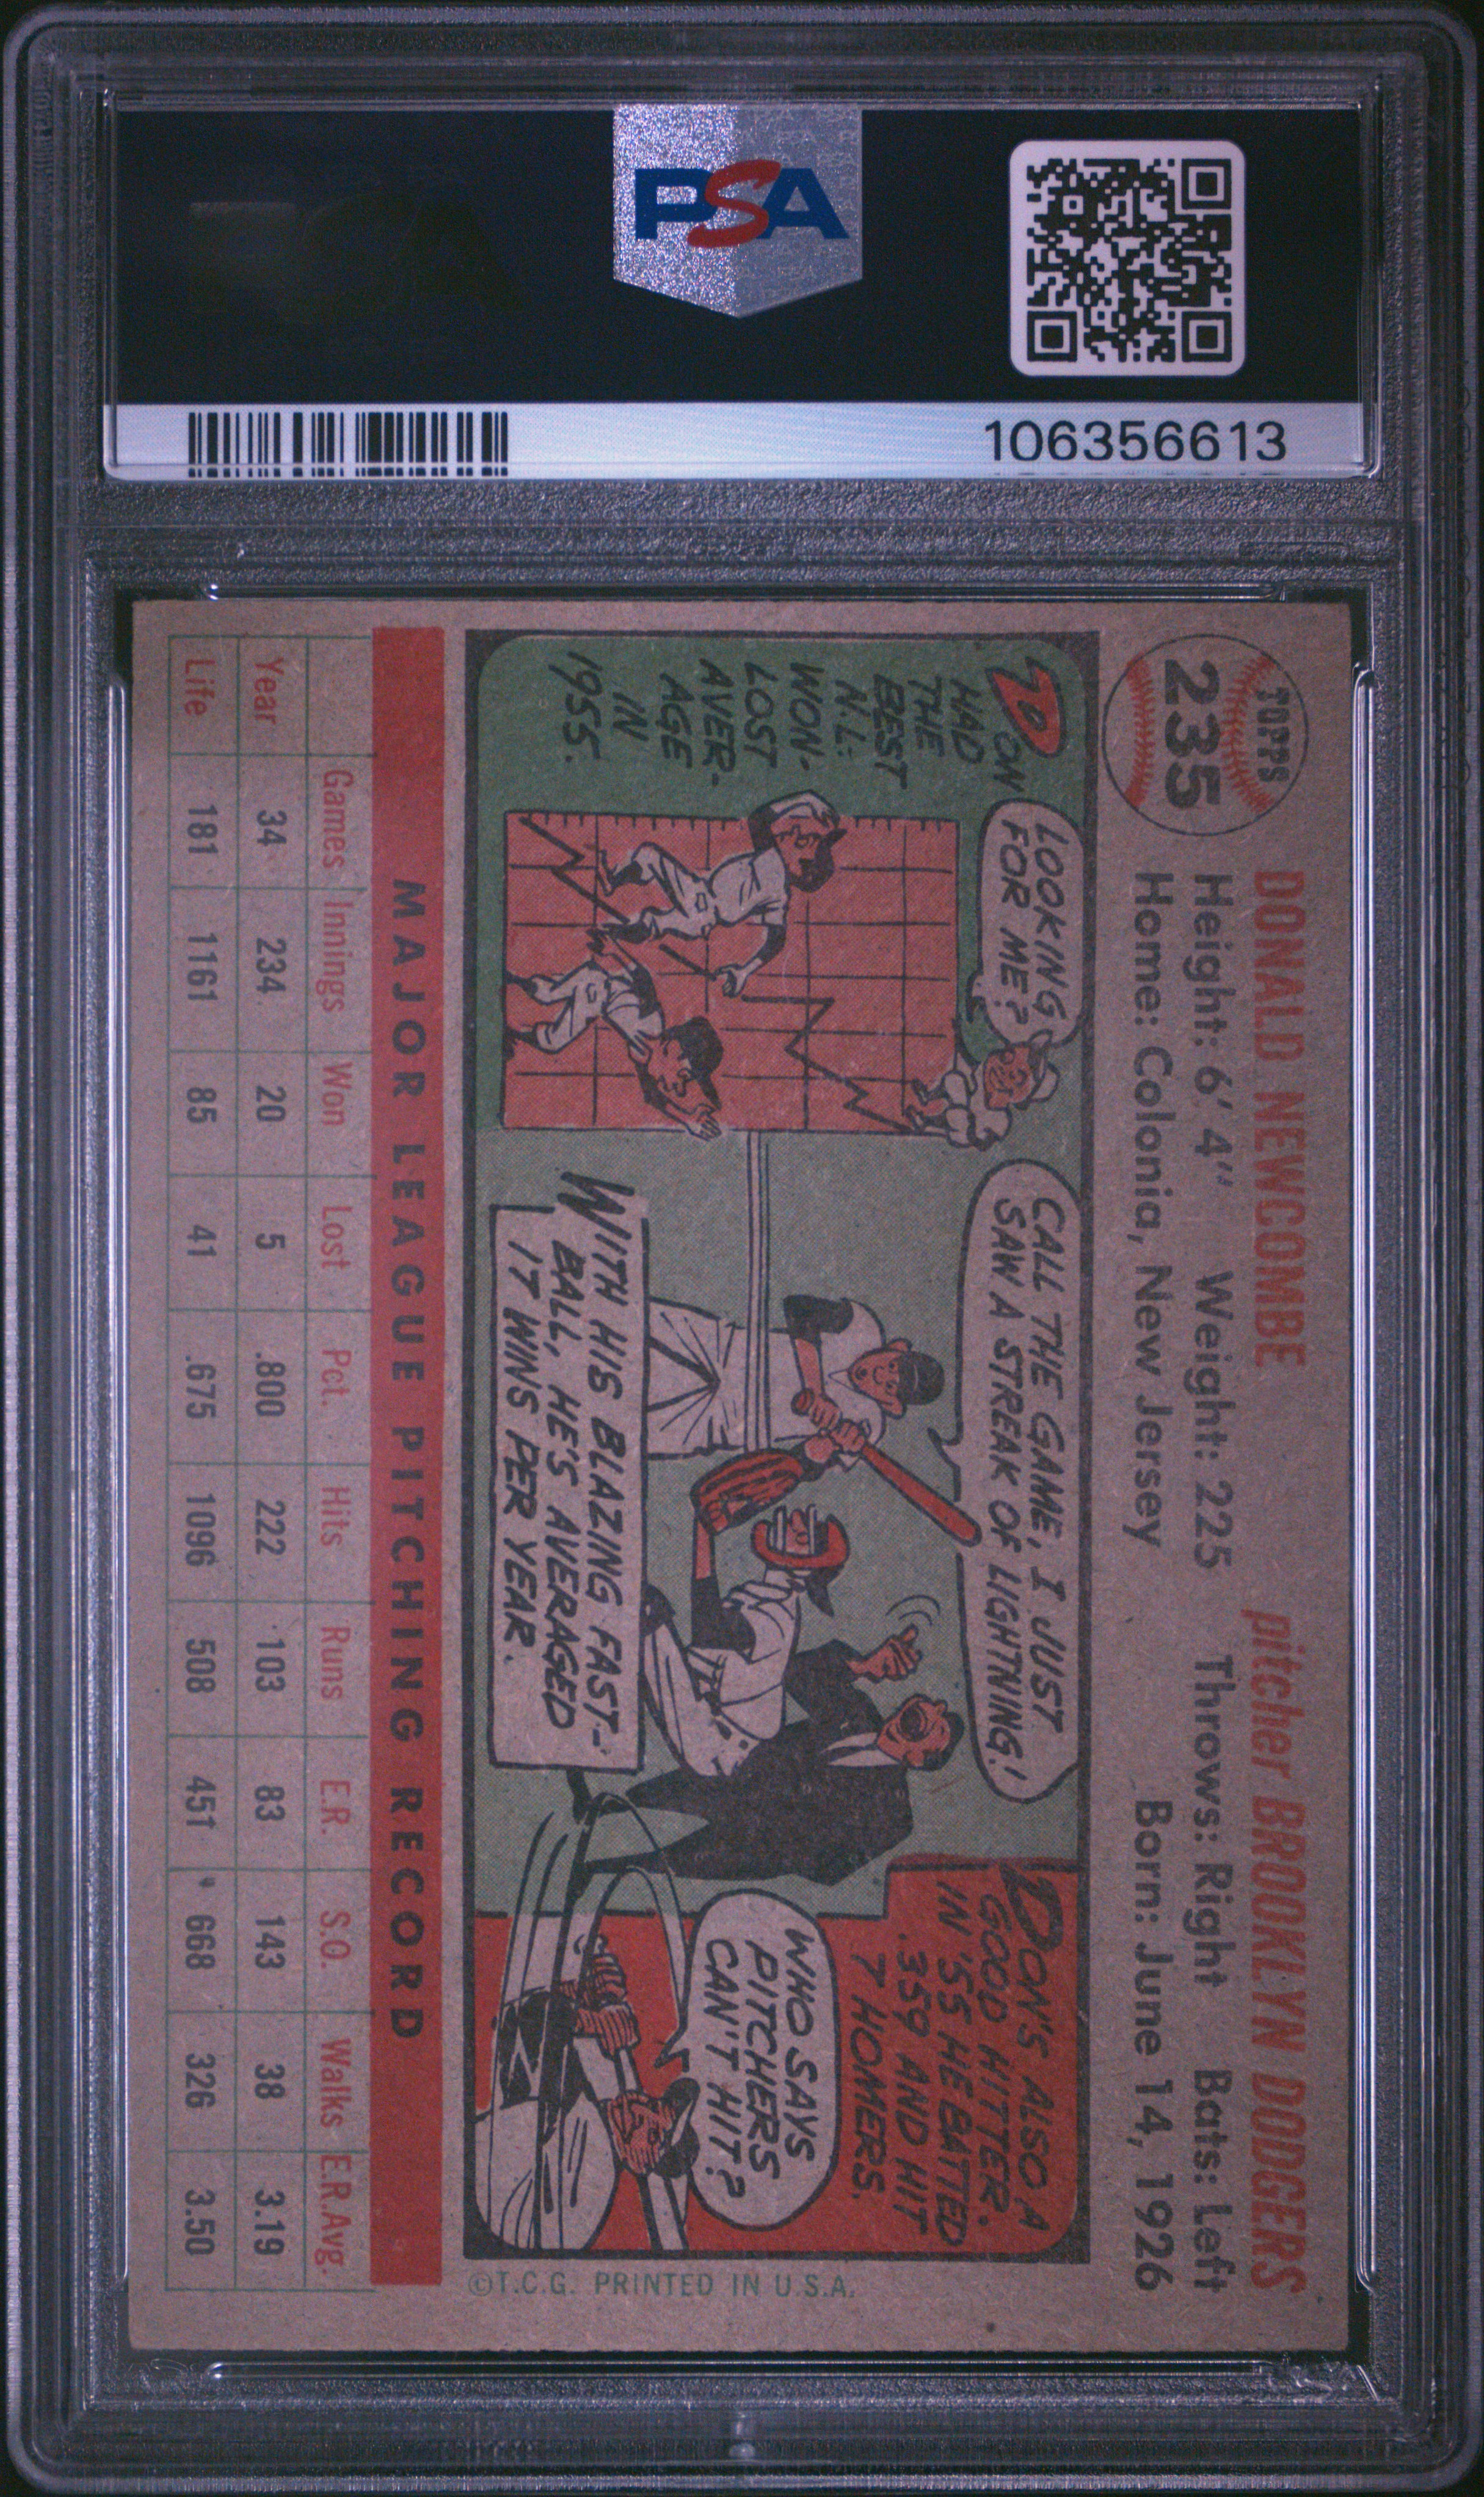 PSA
106356613
TOPPS
235
DONALD NEWCOMBE
pitcher BROOKLYN DODGERS
Height: 6' 4" Weight: 225 Throws: Right Bats: Left
Home: Colonia, New Jersey Born: June 14, 1926
DON
HAD
THE
BEST
N.L.
WON-
LOST
AVER-
AGE
IN
1955.
LOOKING
FOR ME?
CALL THE GAME, I JUST
SAW A STREAK OF LIGHTNING!
WITH HIS BLAZING FAST-
BALL, HE'S AVERAGED
17 WINS PER YEAR.
DON'S ALSO A
GOOD HITTER.
IN '55 HE BATTED
.359 AND HIT
7 HOMERS.
WHO SAYS
PITCHERS
CAN'T HIT?
©T.C.G. PRINTED IN U.S.A.
MAJOR LEAGUE PITCHING RECORD
Games Innings Won Lost Pct. Hits Runs E.R. S.O. Walks E.R.Avg.
Year 34 234 20 5 .800 222 103 83 143 38 3.19
Life 181 1161 85 41 .675 1096 508 451 668 326 3.50